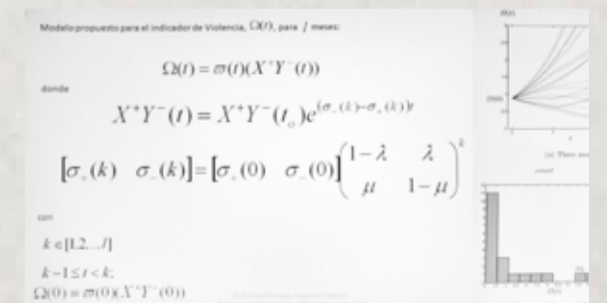 Modelo propuesto para el indicador de Violencia, Ω(t), para J meses:
Ω(t) = ϖ(t)(X⁺Y⁻(t))
donde
X⁺Y⁻(t) = X⁺Y⁻(t₀)e^{(σ₋(k)-σ₊(k))t}
[σ₊(k) σ₋(k)]=[σ₊(0) σ₋(0)](1-λ λ
μ 1-μ)^k
con
k ∈[1,2...J]
k-1≤t<k;
Ω(0) = ϖ(0)(X⁺Y⁻(0))